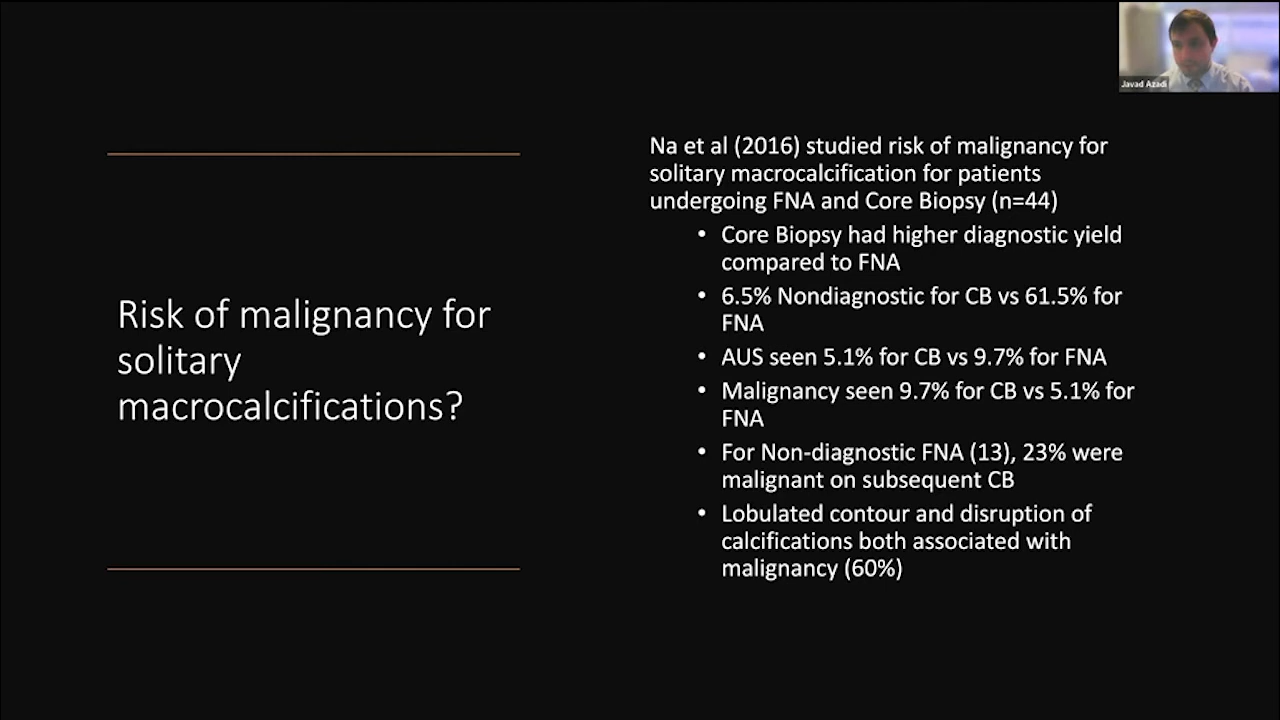 Javad Azadi
Risk of malignancy for
solitary
macrocalcifications?
Na et al (2016) studied risk of malignancy for
solitary macrocalcification for patients
undergoing FNA and Core Biopsy (n=44)
• Core Biopsy had higher diagnostic yield
compared to FNA
• 6.5% Nondiagnostic for CB vs 61.5% for
FNA
• AUS seen 5.1% for CB vs 9.7% for FNA
• Malignancy seen 9.7% for CB vs 5.1% for
FNA
• For Non-diagnostic FNA (13), 23% were
malignant on subsequent CB
• Lobulated contour and disruption of
calcifications both associated with
malignancy (60%)